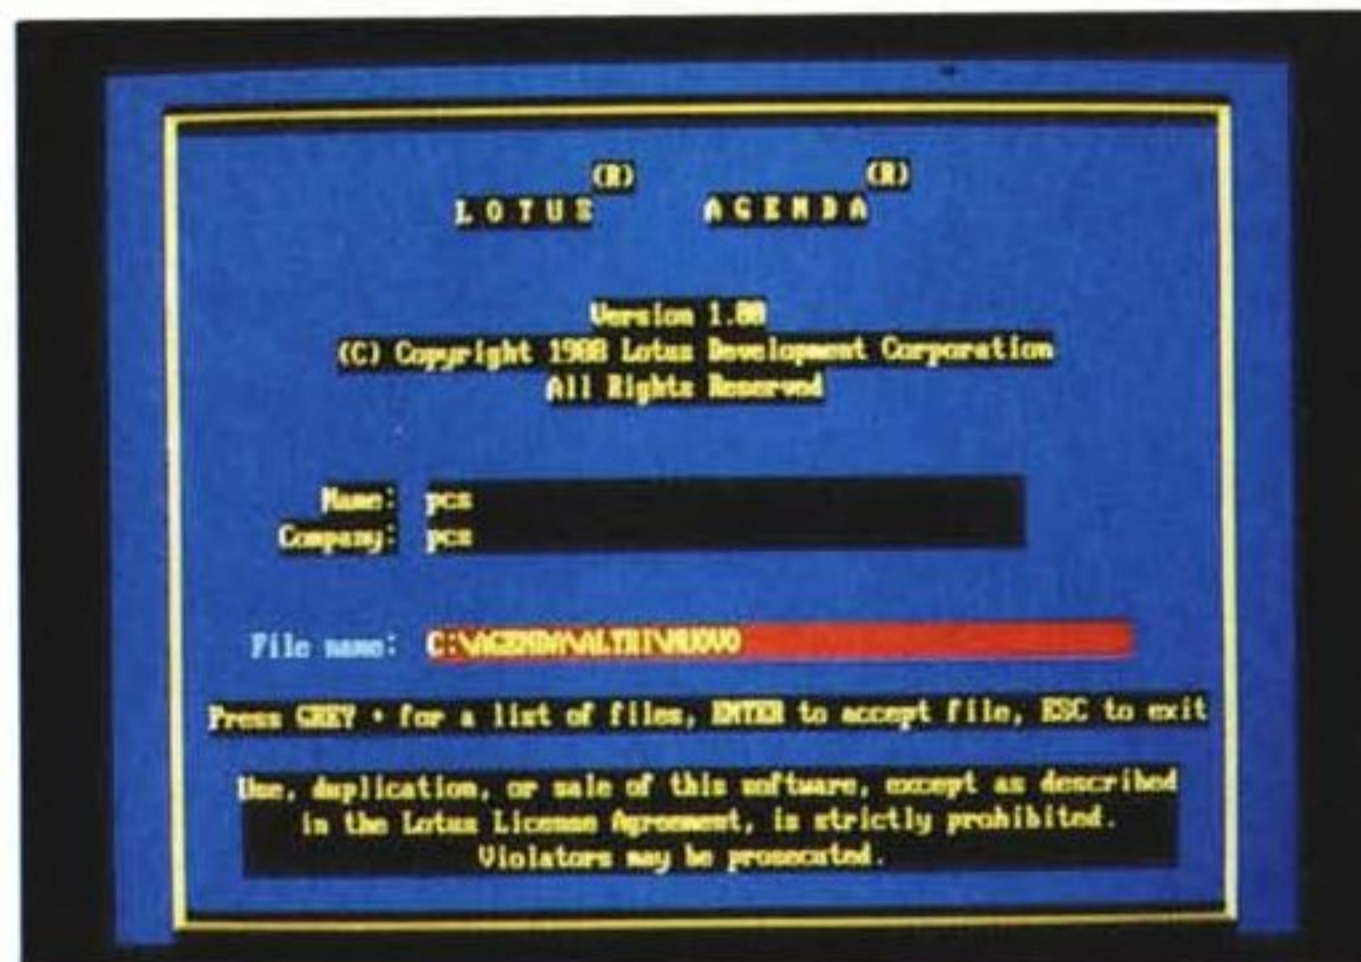 (R) (R)
LOTUS AGENDA
Version 1.00
(C) Copyright 1988 Lotus Development Corporation
All Rights Reserved
Name: pcs
Company: pcs
File name: C:\AGENDA\ALTRI\NUOVO
Press GREY + for a list of files, ENTER to accept file, ESC to exit
Use, duplication, or sale of this software, except as described
in the Lotus License Agreement, is strictly prohibited.
Violators may be prosecuted.